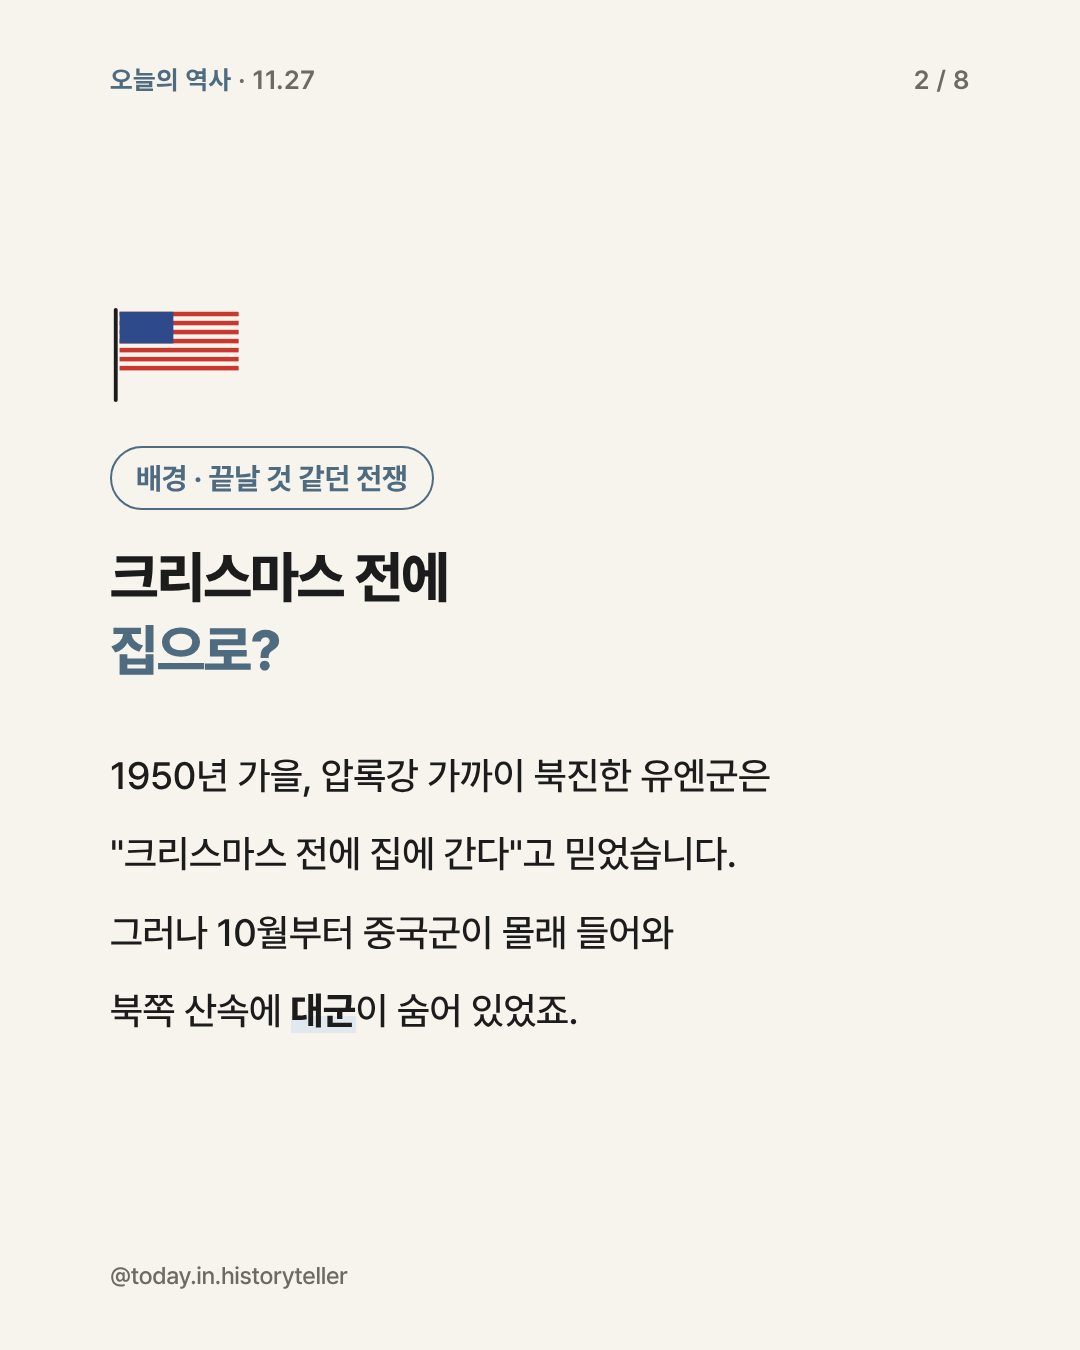 오늘의 역사 · 11.27
2 / 8
배경 · 끝날 것 같던 전쟁
크리스마스 전에
집으로?
1950년 가을, 압록강 가까이 북진한 유엔군은
"크리스마스 전에 집에 간다"고 믿었습니다.
그러나 10월부터 중국군이 몰래 들어와
북쪽 산속에 대군이 숨어 있었죠.
@today.in.historyteller